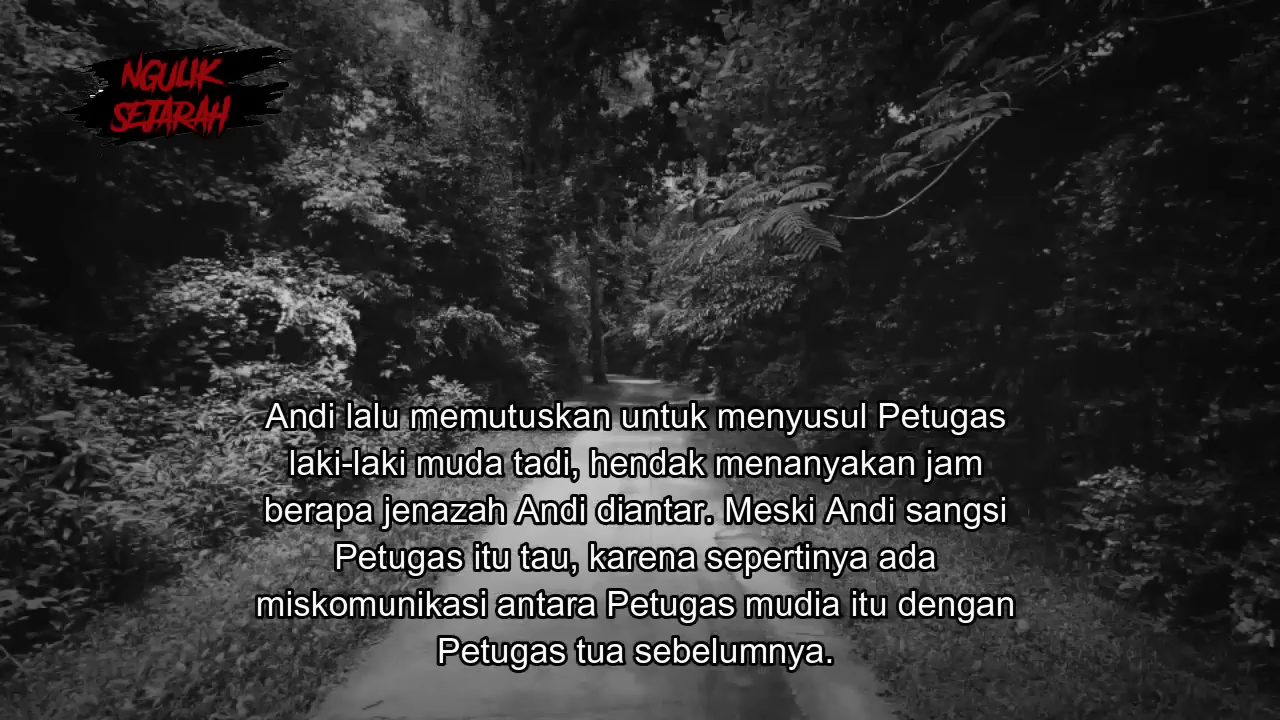 NGULIK
SEJARAH
Andi lalu memutuskan untuk menyusul Petugas
laki-laki muda tadi, hendak menanyakan jam
berapa jenazah Andi diantar. Meski Andi sangsi
Petugas itu tau, karena sepertinya ada
miskomunikasi antara Petugas mudia itu dengan
Petugas tua sebelumnya.